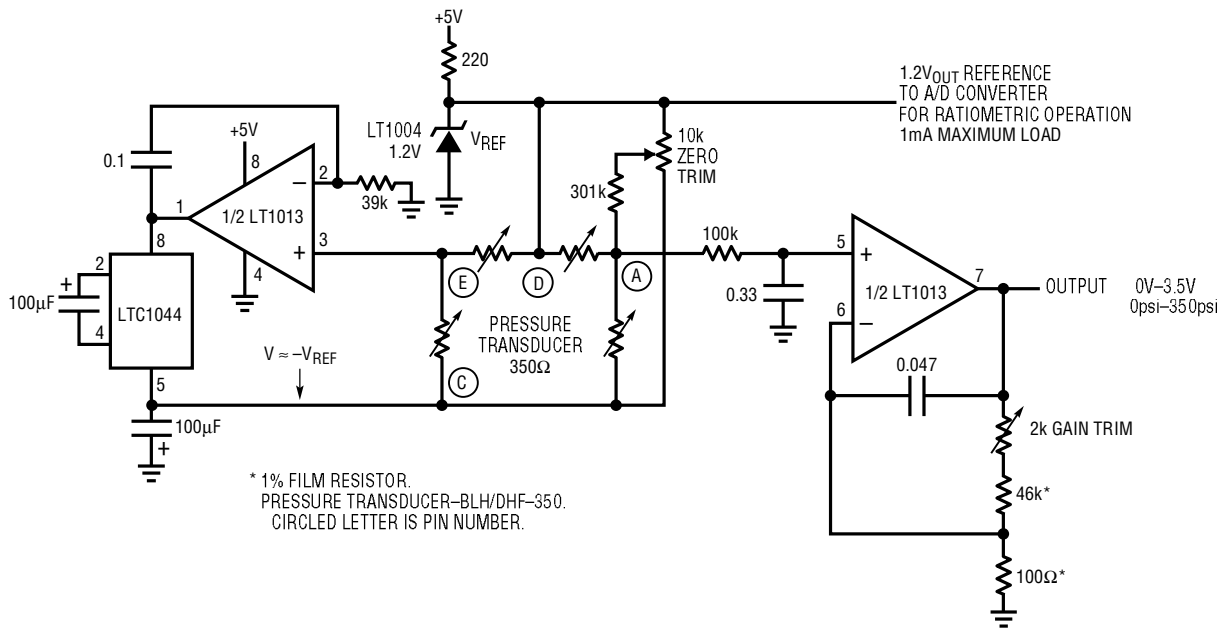 +5V
220
1.2VOUT REFERENCE
TO A/D CONVERTER
FOR RATIOMETRIC OPERATION
1mA MAXIMUM LOAD
LT1004
1.2V
VREF
10k
ZERO
TRIM
0.1
+5V
8
2
−
39k
301k
1
1/2 LT1013
3
+
4
8
2
+
100µF
4
LTC1044
5
100µF
+
V ≈ −VREF
E
D
A
C
PRESSURE
TRANSDUCER
350Ω
100k
0.33
5
+
1/2 LT1013
6
−
7
OUTPUT
0V–3.5V
0psi–350psi
0.047
2k GAIN TRIM
46k*
100Ω*
* 1% FILM RESISTOR.
PRESSURE TRANSDUCER–BLH/DHF–350.
CIRCLED LETTER IS PIN NUMBER.